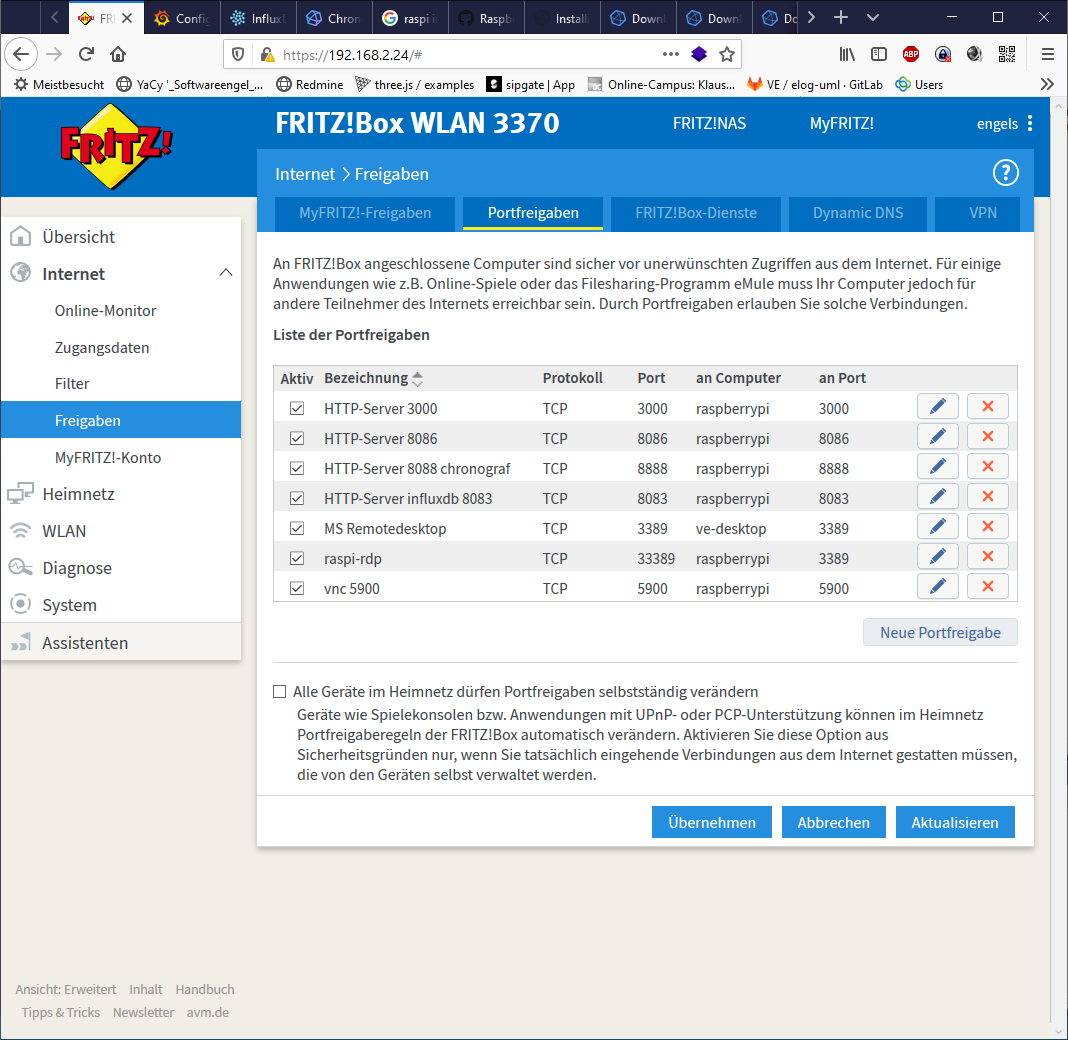 FR
Config
Influx
Chron
raspi in
Raspb
Install
Downl
Downl
Do
https://192.168.2.24/#
ABP
Meistbesucht
YaCy '_Softwareengel_...
Redmine
three.js / examples
sipgate | App
Online-Campus: Klaus...
VE / elog-uml · GitLab
Users
FRITZ!
FRITZ!Box WLAN 3370
FRITZ!NAS
MyFRITZ!
engels
Internet > Freigaben
MyFRITZ!-Freigaben
Portfreigaben
FRITZ!Box-Dienste
Dynamic DNS
VPN
Übersicht
Internet
Online-Monitor
Zugangsdaten
Filter
Freigaben
MyFRITZ!-Konto
Heimnetz
WLAN
Diagnose
System
Assistenten
An FRITZ!Box angeschlossene Computer sind sicher vor unerwünschten Zugriffen aus dem Internet. Für einige
Anwendungen wie z.B. Online-Spiele oder das Filesharing-Programm eMule muss Ihr Computer jedoch für
andere Teilnehmer des Internets erreichbar sein. Durch Portfreigaben erlauben Sie solche Verbindungen.
Liste der Portfreigaben
Aktiv Bezeichnung Protokoll Port an Computer an Port
HTTP-Server 3000 TCP 3000 raspberrypi 3000
HTTP-Server 8086 TCP 8086 raspberrypi 8086
HTTP-Server 8088 chronograf TCP 8888 raspberrypi 8888
HTTP-Server influxdb 8083 TCP 8083 raspberrypi 8083
MS Remotedesktop TCP 3389 ve-desktop 3389
raspi-rdp TCP 33389 raspberrypi 3389
vnc 5900 TCP 5900 raspberrypi 5900
Neue Portfreigabe
Alle Geräte im Heimnetz dürfen Portfreigaben selbstständig verändern
Geräte wie Spielekonsolen bzw. Anwendungen mit UPnP- oder PCP-Unterstützung können im Heimnetz
Portfreigaberegeln der FRITZ!Box automatisch verändern. Aktivieren Sie diese Option aus
Sicherheitsgründen nur, wenn Sie tatsächlich eingehende Verbindungen aus dem Internet gestatten müssen,
die von den Geräten selbst verwaltet werden.
Übernehmen
Abbrechen
Aktualisieren
Ansicht: Erweitert Inhalt Handbuch
Tipps & Tricks Newsletter avm.de